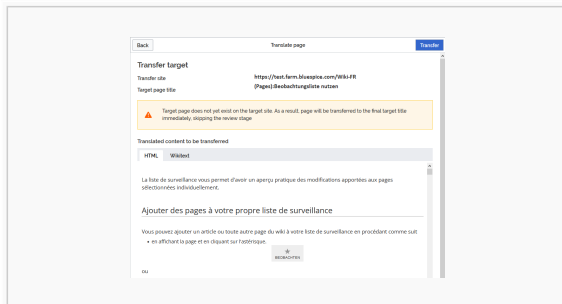 Back
Translate page
Transfer
Transfer target
Transfer site
https://test.ferm.bluespice.com/Wiki-FR
Target page title
(Pages):Beobachtungsliste nutzen
Target page does not yet exist on the target site. As a result, page will be transferred to the final target title
immediately, skipping the review stage
Translated content to be transferred
HTML Wikitext
La liste de surveillance vous permet d'avoir un aperçu pratique des modifications apportées aux pages
sélectionnées individuellement.
Ajouter des pages à votre propre liste de surveillance
Vous pouvez ajouter un article ou toute autre page du wiki à votre liste de surveillance en procédant comme suit
• en affichant la page et en cliquant sur l'astérisque.
BEOBACHTEN
ou